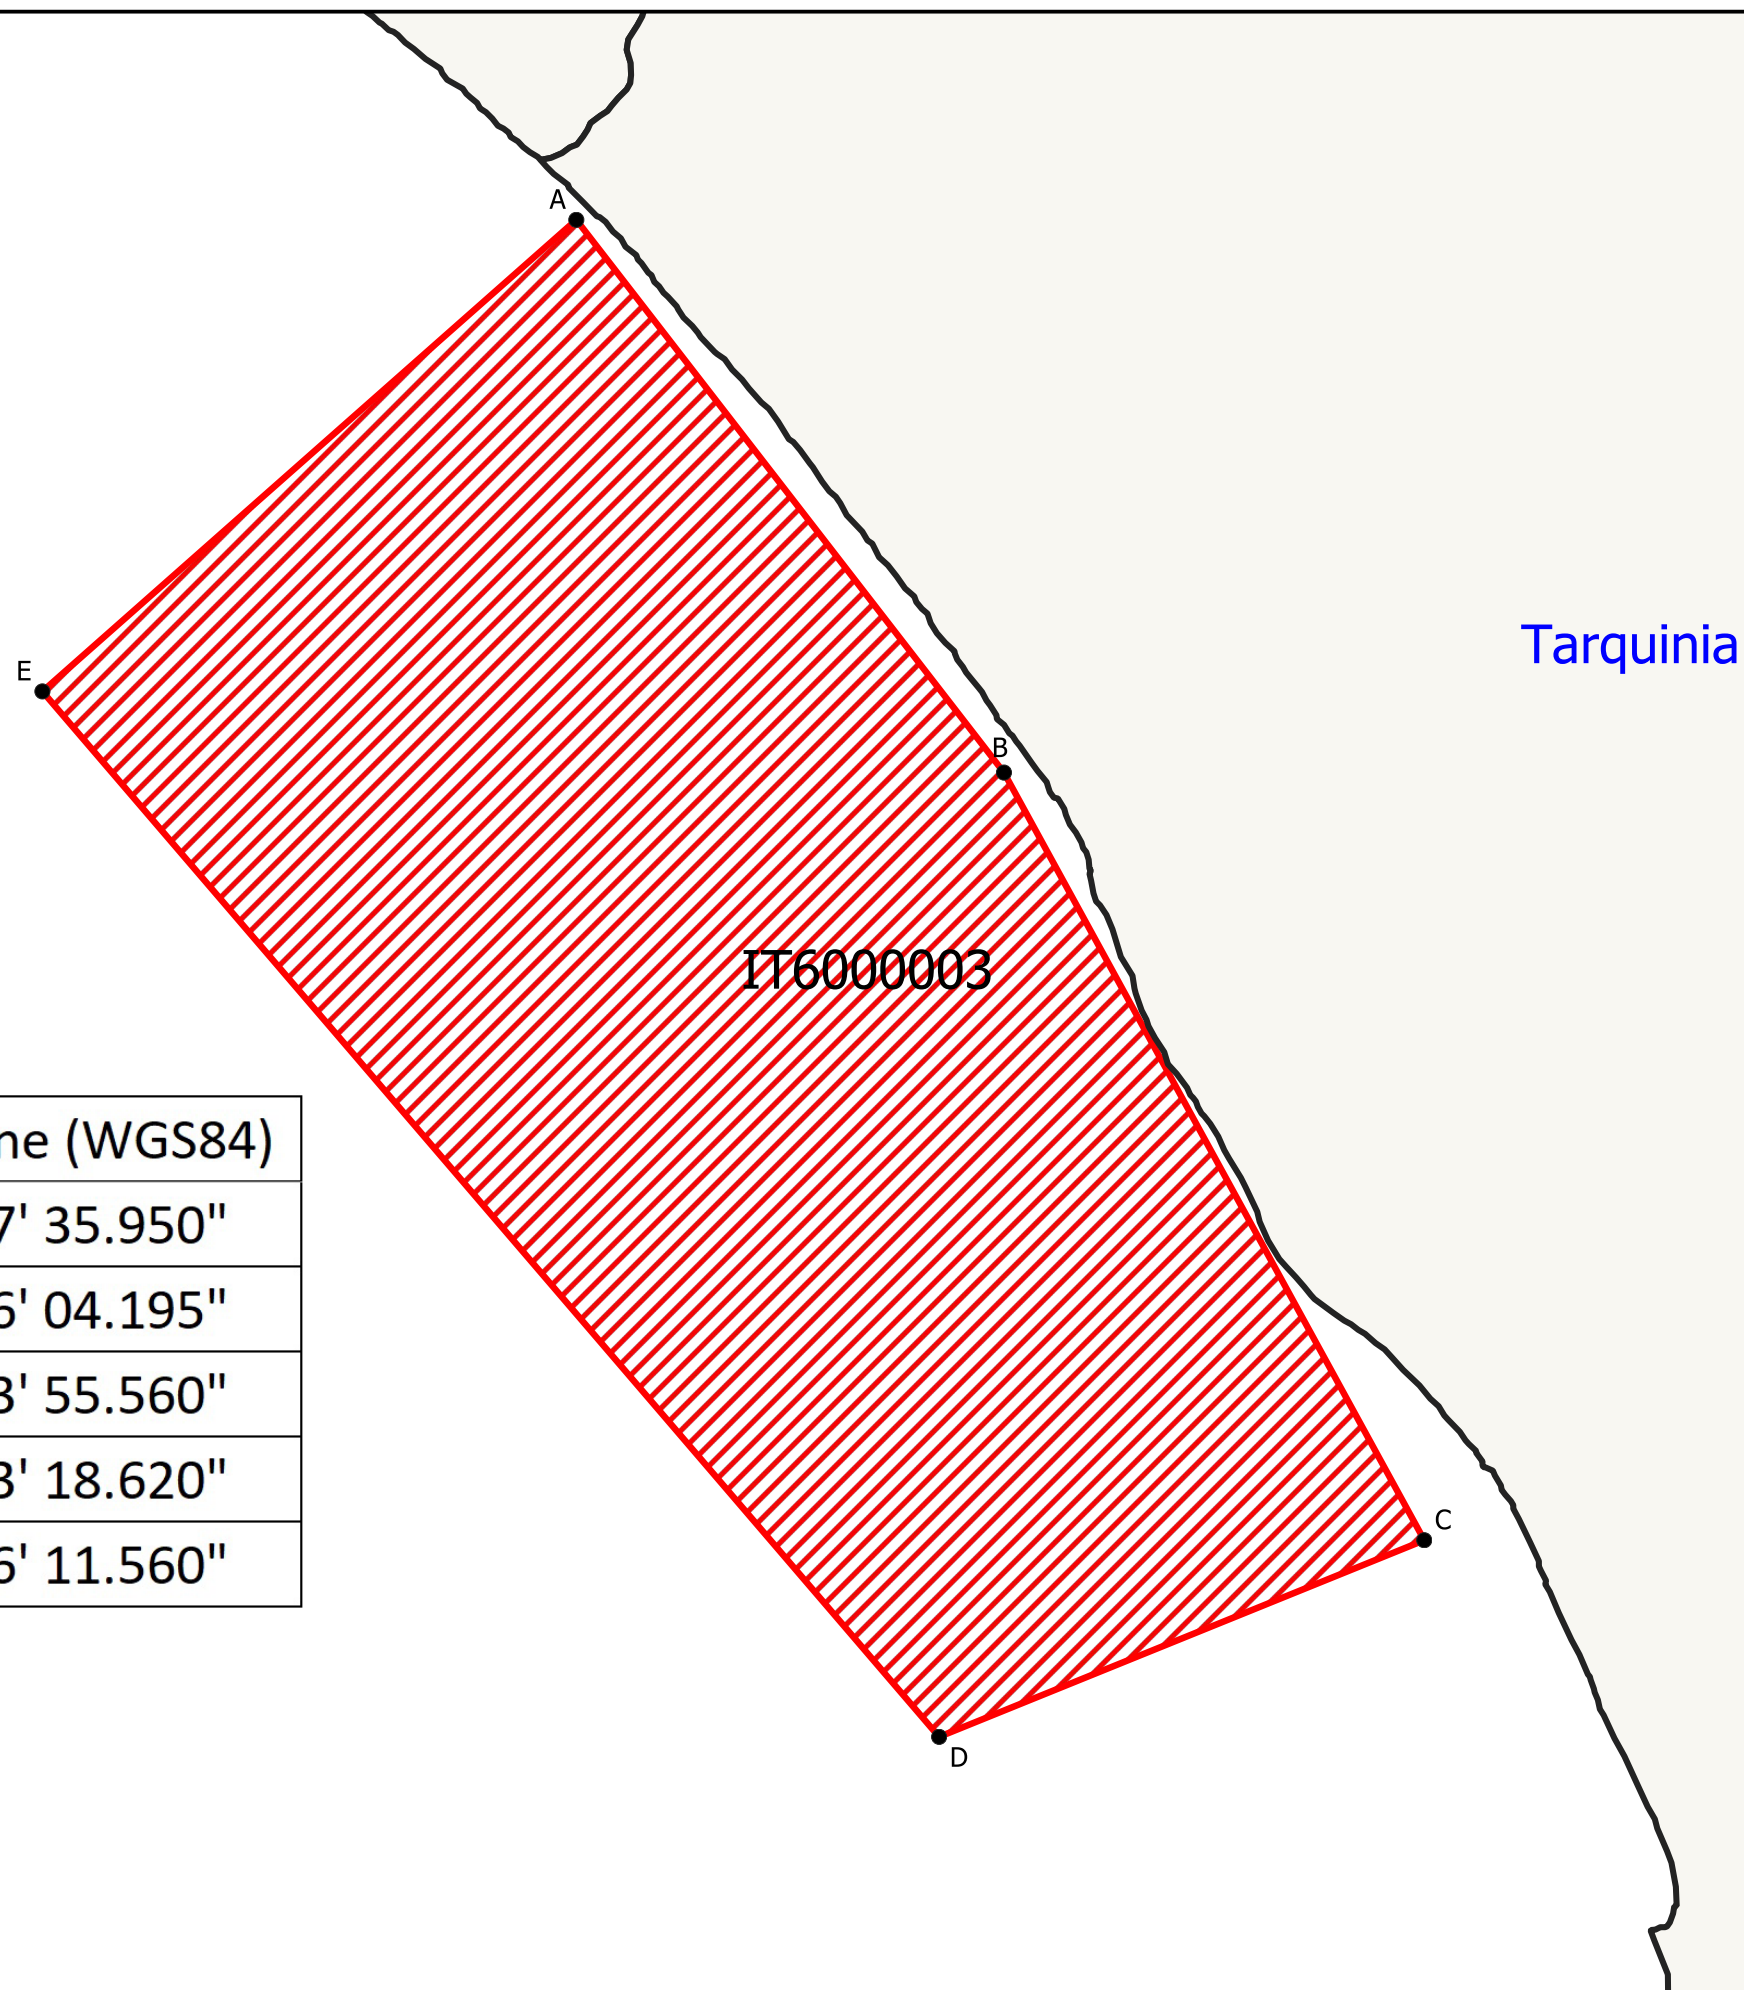 A
Tarquinia
E
B
IT6000003
ne (WGS84)
7' 35.950"
6' 04.195"
3' 55.560"
3' 18.620"
6' 11.560"
C
D